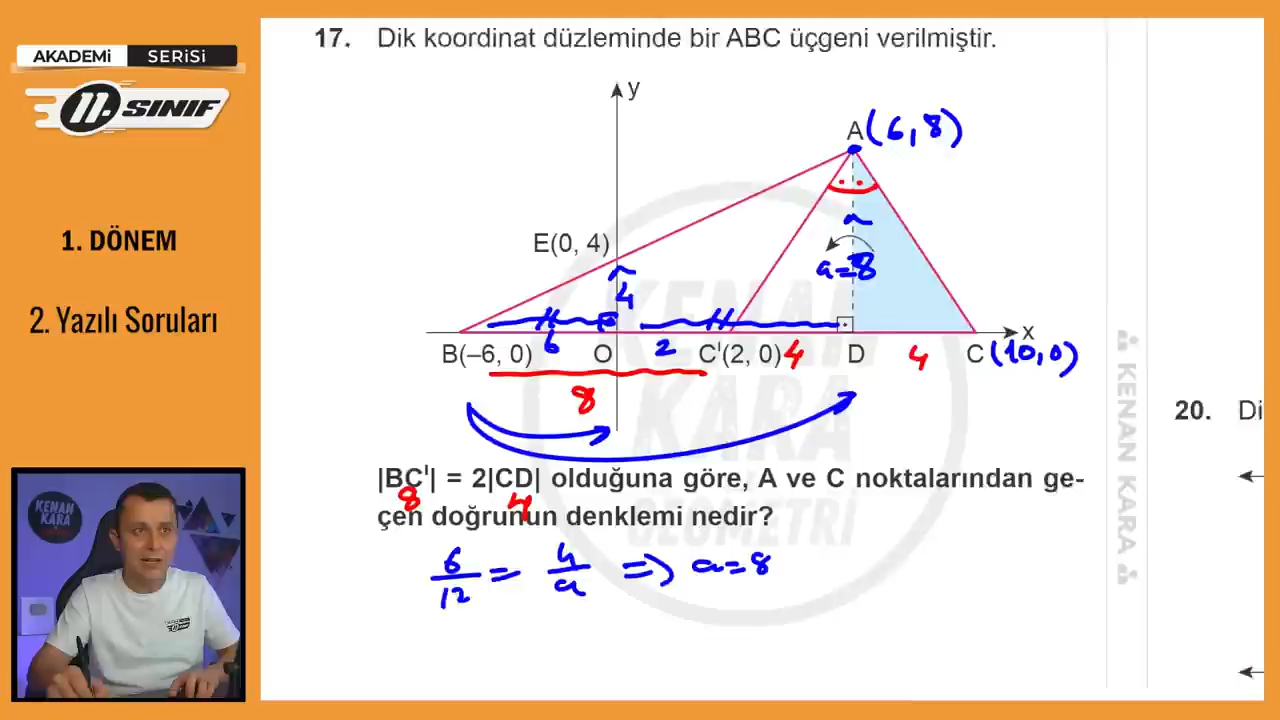 AKADEMİ SERİSİ
11. SINIF
1. DÖNEM
2. Yazılı Soruları
KENAN KARA
17. Dik koordinat düzleminde bir ABC üçgeni verilmiştir.
y
A(6,8)
E(0, 4)
a=8
4
6
2
4
4
B(–6, 0) O C'(2, 0) D C(10,0) x
8
|BC'| = 2|CD| olduğuna göre, A ve C noktalarından ge-
8 4
çen doğrunun denklemi nedir?
6/12 = 4/a => a=8
KENAN KARA
GEOMETRİ
KENAN KARA
20. Di